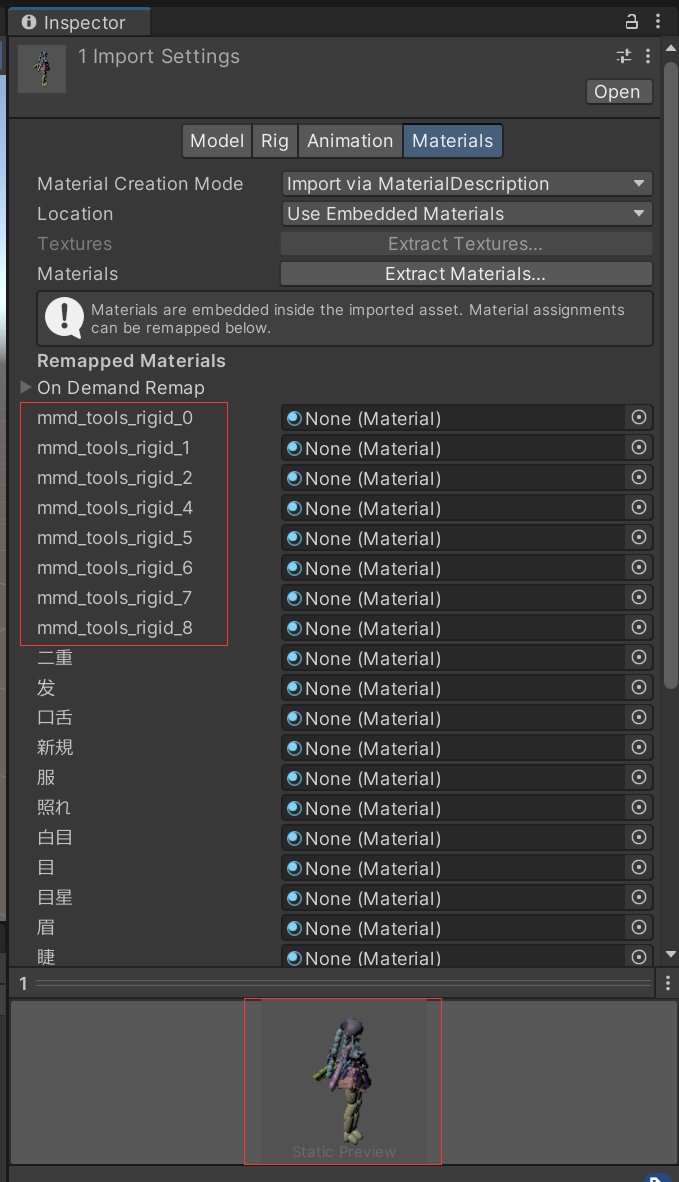 Inspector
1 Import Settings
Open
Model Rig Animation Materials
Material Creation Mode Import via MaterialDescription
Location Use Embedded Materials
Textures Extract Textures...
Materials Extract Materials...
Materials are embedded inside the imported asset. Material assignments
can be remapped below.
Remapped Materials
On Demand Remap
mmd_tools_rigid_0 None (Material)
mmd_tools_rigid_1 None (Material)
mmd_tools_rigid_2 None (Material)
mmd_tools_rigid_4 None (Material)
mmd_tools_rigid_5 None (Material)
mmd_tools_rigid_6 None (Material)
mmd_tools_rigid_7 None (Material)
mmd_tools_rigid_8 None (Material)
二重 None (Material)
发 None (Material)
口舌 None (Material)
新規 None (Material)
服 None (Material)
照れ None (Material)
白目 None (Material)
目 None (Material)
目星 None (Material)
眉 None (Material)
睫 None (Material)
1
Static Preview